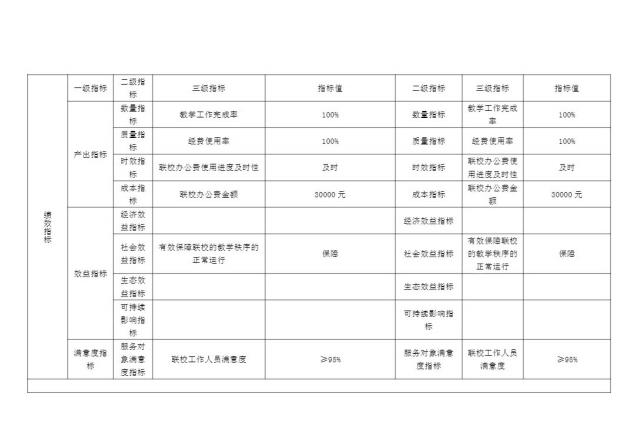 一级指标 二级指标 三级指标 指标值 二级指标 三级指标 指标值
绩效指标
产出指标
数量指标 教学工作完成率 100% 数量指标 教学工作完成率 100%
质量指标 经费使用率 100% 质量指标 经费使用率 100%
时效指标 联校办公费使用进度及时性 及时 时效指标 联校办公费使用进度及时性 及时
成本指标 联校办公费金额 30000 元 成本指标 联校办公费金额 30000 元
效益指标
经济效益指标 经济效益指标
社会效益指标 有效保障联校的教学秩序的正常运行 保障 社会效益指标 有效保障联校的教学秩序的正常运行 保障
生态效益指标 生态效益指标
可持续影响指标 可持续影响指标
满意度指标 服务对象满意度指标 联校工作人员满意度 ≥95% 服务对象满意度指标 联校工作人员满意度 ≥95%